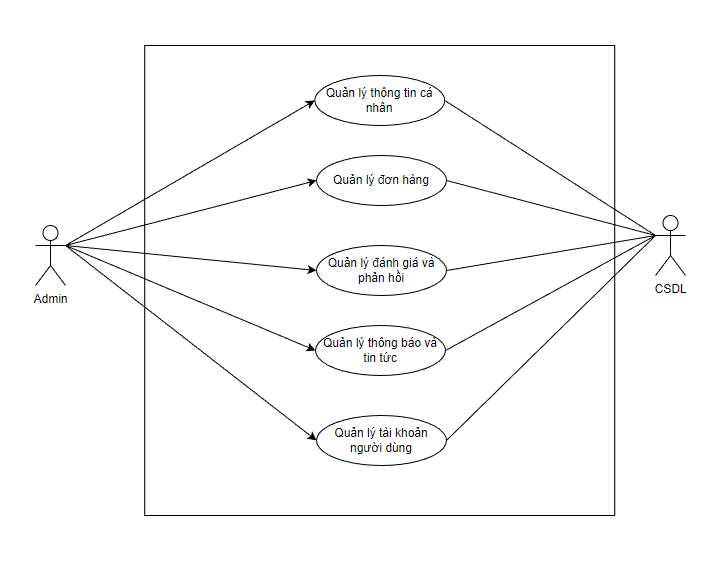 Quản lý thông tin cá
nhân
Quản lý đơn hàng
Quản lý đánh giá và
phản hồi
Admin
CSDL
Quản lý thông báo và
tin tức
Quản lý tài khoản
người dùng